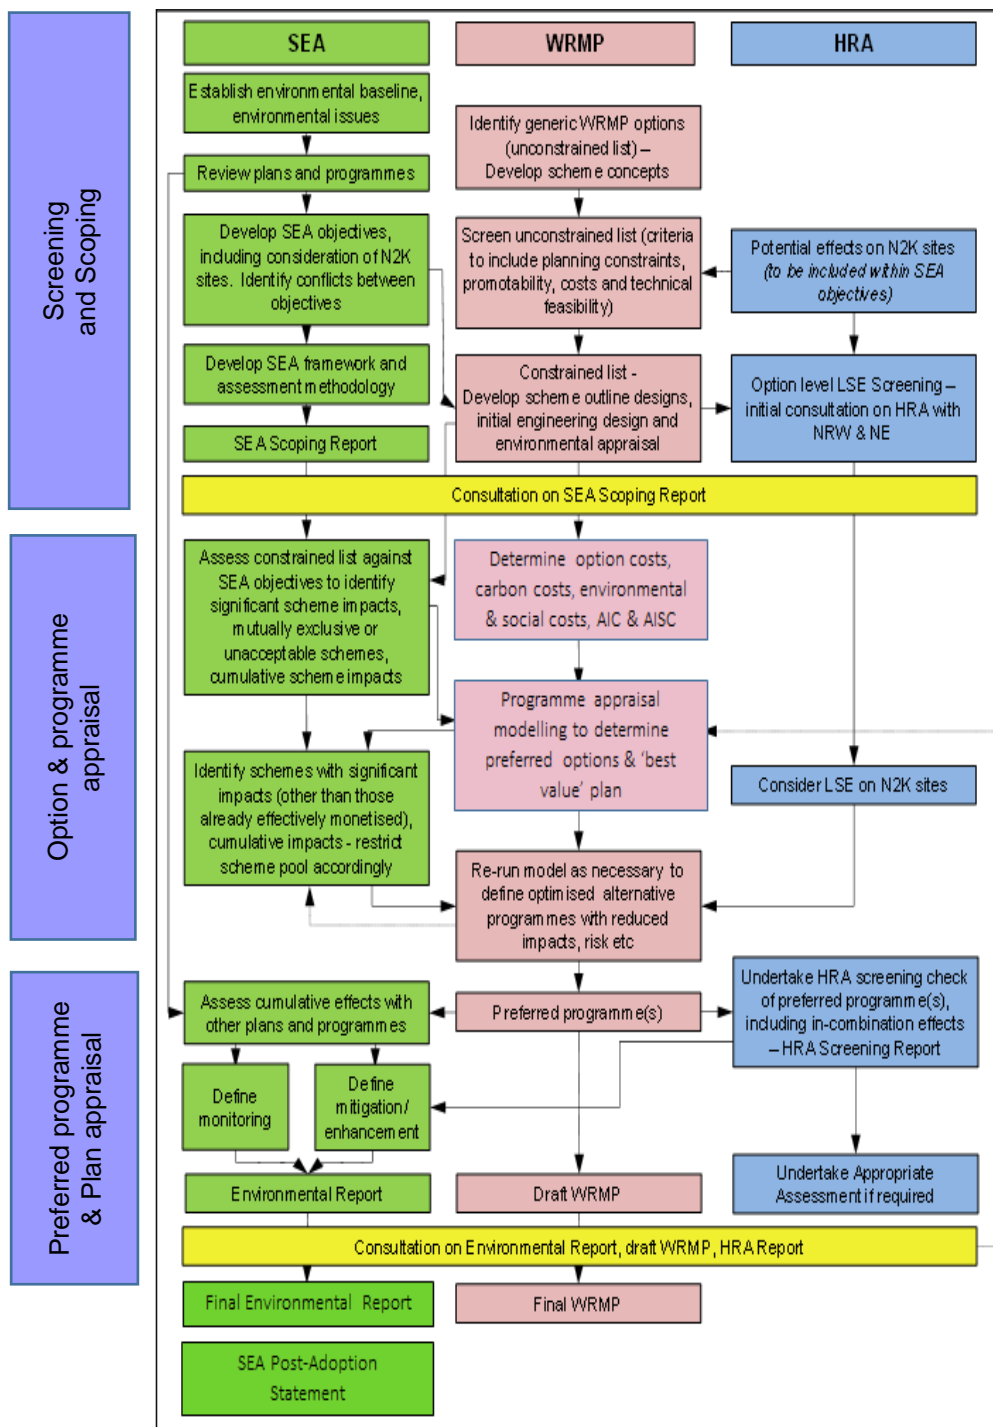 SEA
WRMP
HRA
Screening
and Scoping
Establish environmental baseline,
environmental issues
Review plans and programmes
Develop SEA objectives,
including consideration of N2K
sites. Identify conflicts between
objectives
Develop SEA framework and
assessment methodology
SEA Scoping Report
Identify generic WRMP options
(unconstrained list) –
Develop scheme concepts
Screen unconstrained list (criteria
to include planning constraints,
promotability, costs and technical
feasibility)
Constrained list -
Develop scheme outline designs,
initial engineering design and
environmental appraisal
Potential effects on N2K sites
(to be included within SEA
objectives)
Option level LSE Screening –
initial consultation on HRA with
NRW & NE
Consultation on SEA Scoping Report
Option & programme
appraisal
Assess constrained list against
SEA objectives to identify
significant scheme impacts,
mutually exclusive or
unacceptable schemes,
cumulative scheme impacts
Identify schemes with significant
impacts (other than those
already effectively monetised),
cumulative impacts - restrict
scheme pool accordingly
Determine option costs,
carbon costs, environmental
& social costs, AIC & AISC
Programme appraisal
modelling to determine
preferred options & ‘best
value’ plan
Re-run model as necessary to
define optimised alternative
programmes with reduced
impacts, risk etc
Consider LSE on N2K sites
Preferred programme
& Plan appraisal
Assess cumulative effects with
other plans and programmes
Define
monitoring
Define
mitigation/
enhancement
Environmental Report
Preferred programme(s)
Draft WRMP
Undertake HRA screening check
of preferred programme(s),
including in-combination effects
– HRA Screening Report
Undertake Appropriate
Assessment if required
Consultation on Environmental Report, draft WRMP, HRA Report
Final Environmental Report
Final WRMP
SEA Post-Adoption
Statement